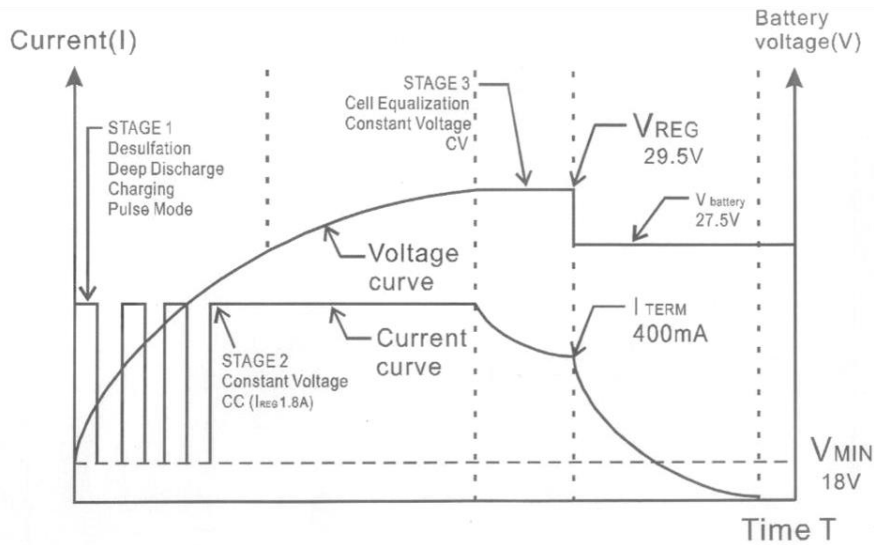 Current(I)
Battery
voltage(V)
STAGE 1
Desulfation
Deep Discharge
Charging
Pulse Mode
STAGE 3
Cell Equalization
Constant Voltage
CV
VREG
29.5V
V battery
27.5V
Voltage
curve
I TERM
400mA
Current
curve
STAGE 2
Constant Voltage
CC (IREG 1.8A)
VMIN
18V
Time T